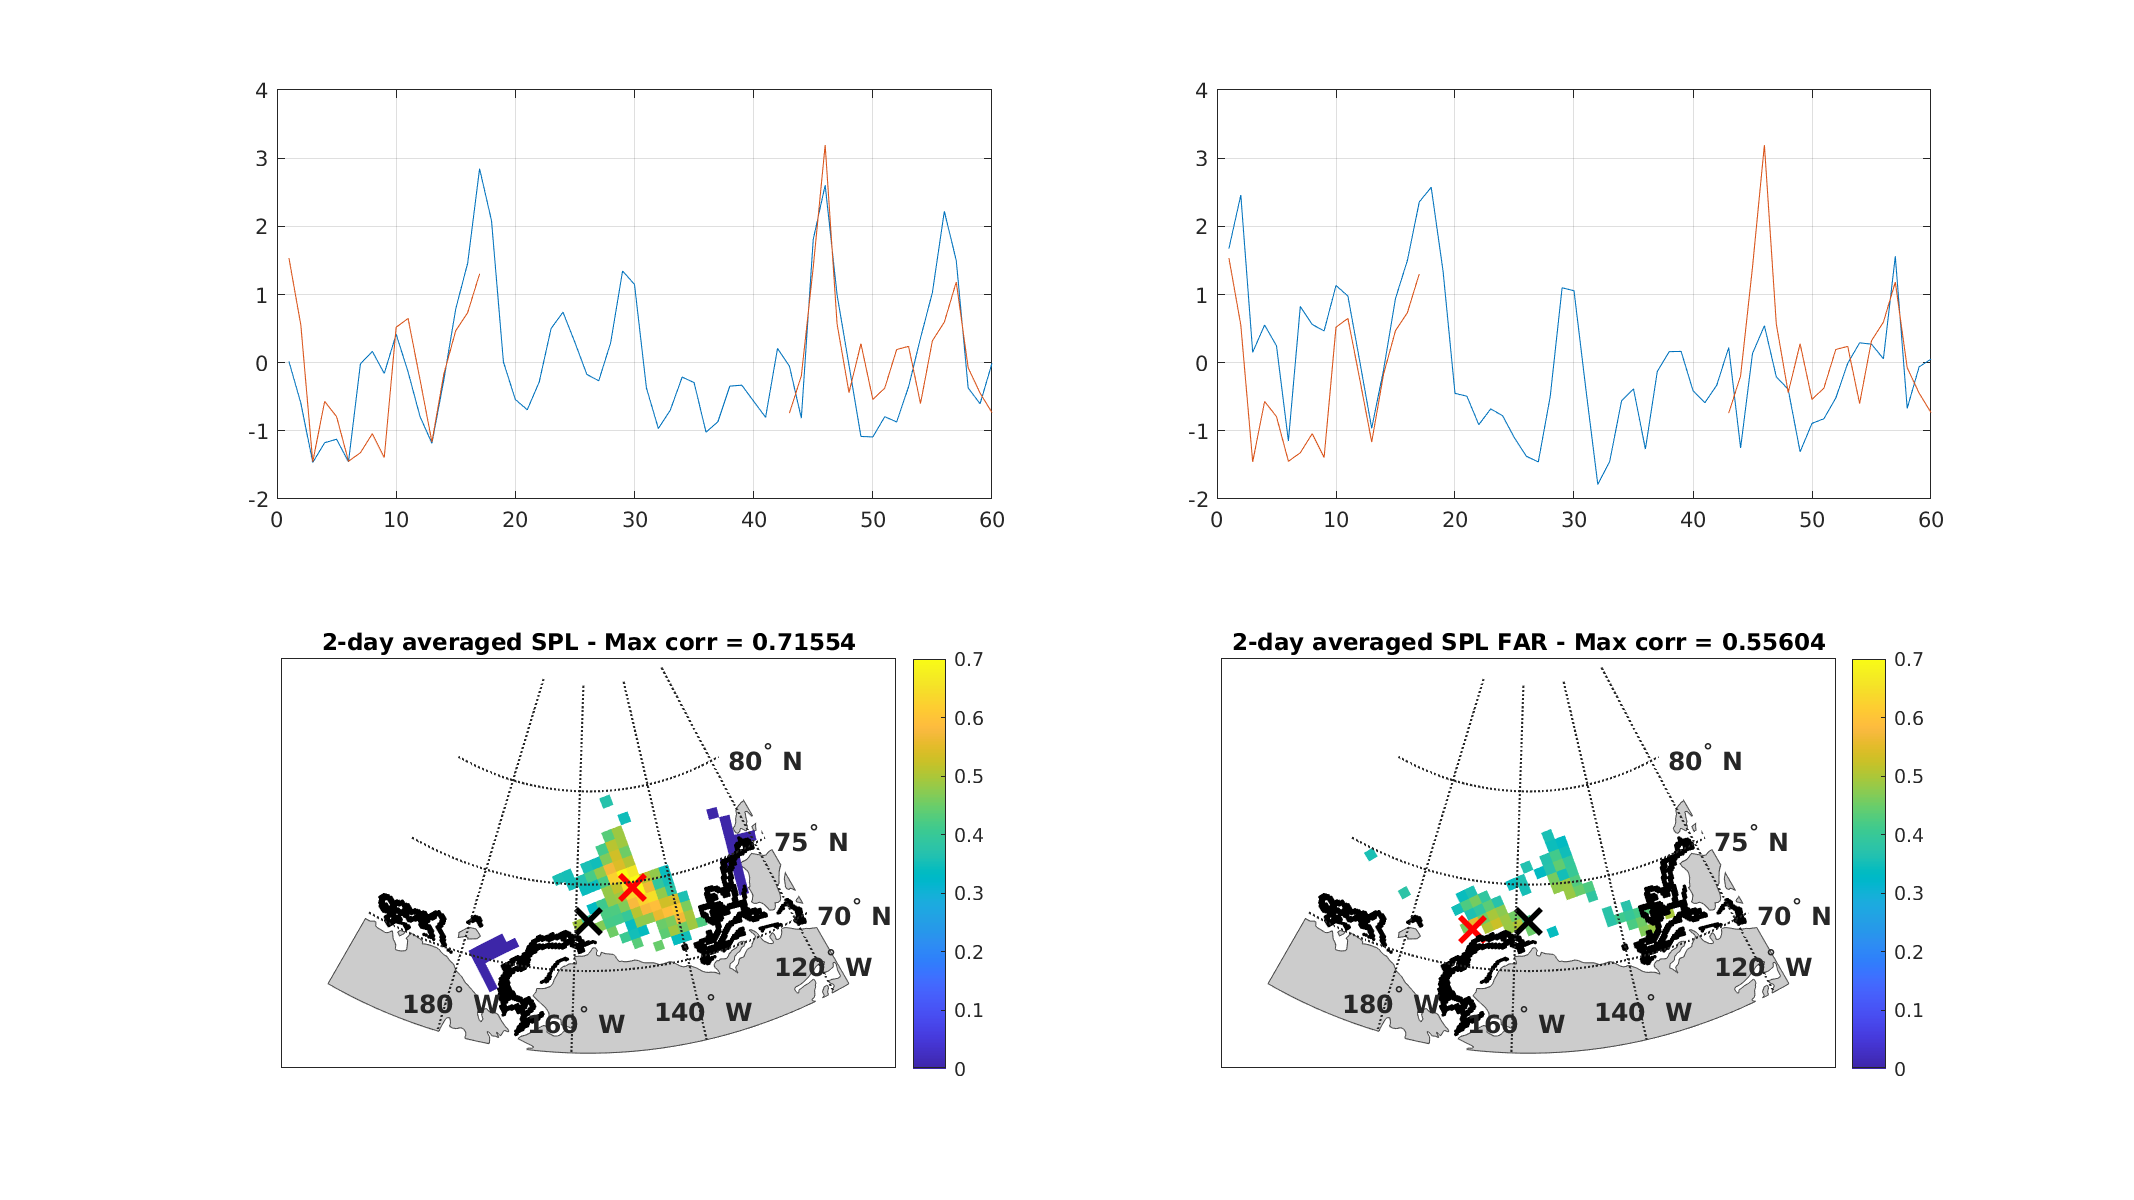 4
3
2
1
0
-1
-2
0 10 20 30 40 50 60
4
3
2
1
0
-1
-2
0 10 20 30 40 50 60
2-day averaged SPL - Max corr = 0.71554
80° N
75° N
70° N
120° W
180° W
160° W
140° W
0.7
0.6
0.5
0.4
0.3
0.2
0.1
0
2-day averaged SPL FAR - Max corr = 0.55604
80° N
75° N
70° N
120° W
180° W
160° W
140° W
0.7
0.6
0.5
0.4
0.3
0.2
0.1
0